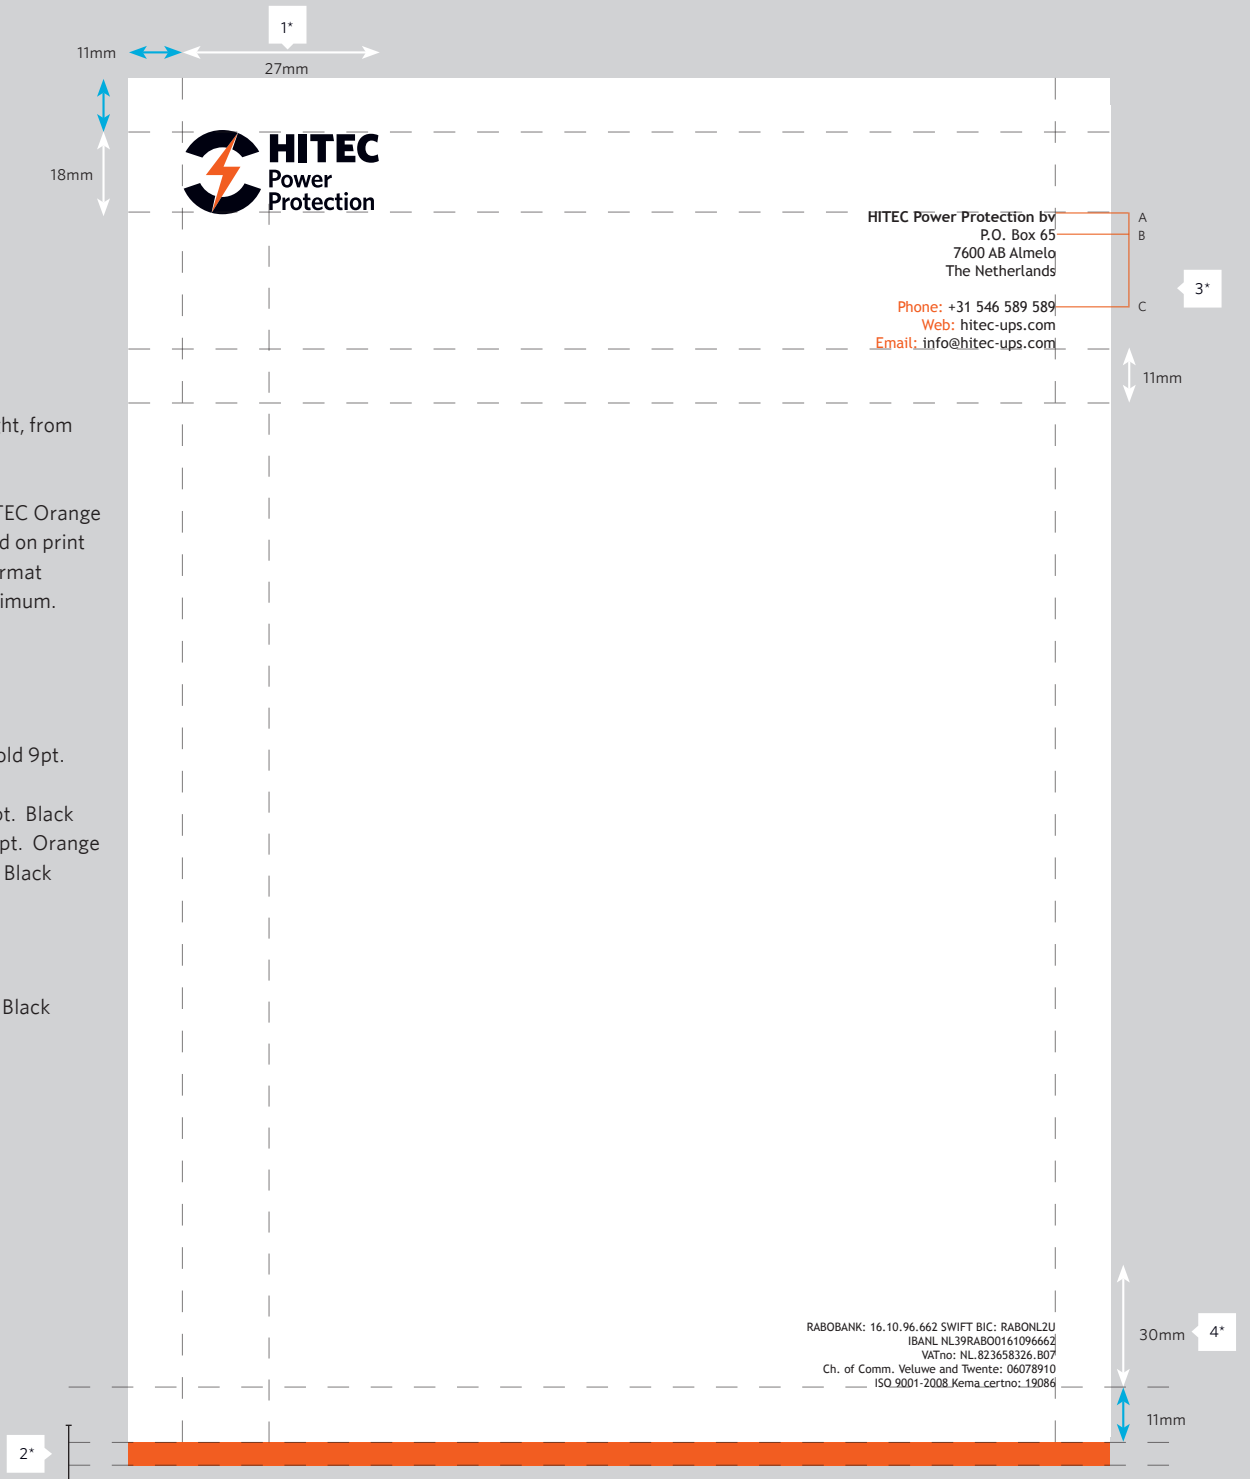 1*
11mm
27mm
18mm
HITEC
Power
Protection
HITEC Power Protection bv
P.O. Box 65
7600 AB Almelo
The Netherlands
Phone: +31 546 589 589
Web: hitec-ups.com
Email: info@hitec-ups.com
A
B
C
3*
11mm
ht, from
TEC Orange
d on print
rmat
imum.
old 9pt.
pt. Black
pt. Orange
Black
Black
RABOBANK: 16.10.96.662 SWIFT BIC: RABONL2U
IBANL NL39RABO0161096662
VATno: NL.823658326.B07
Ch. of Comm. Veluwe and Twente: 06078910
ISO 9001-2008 Kema certno: 19086
30mm
4*
11mm
2*